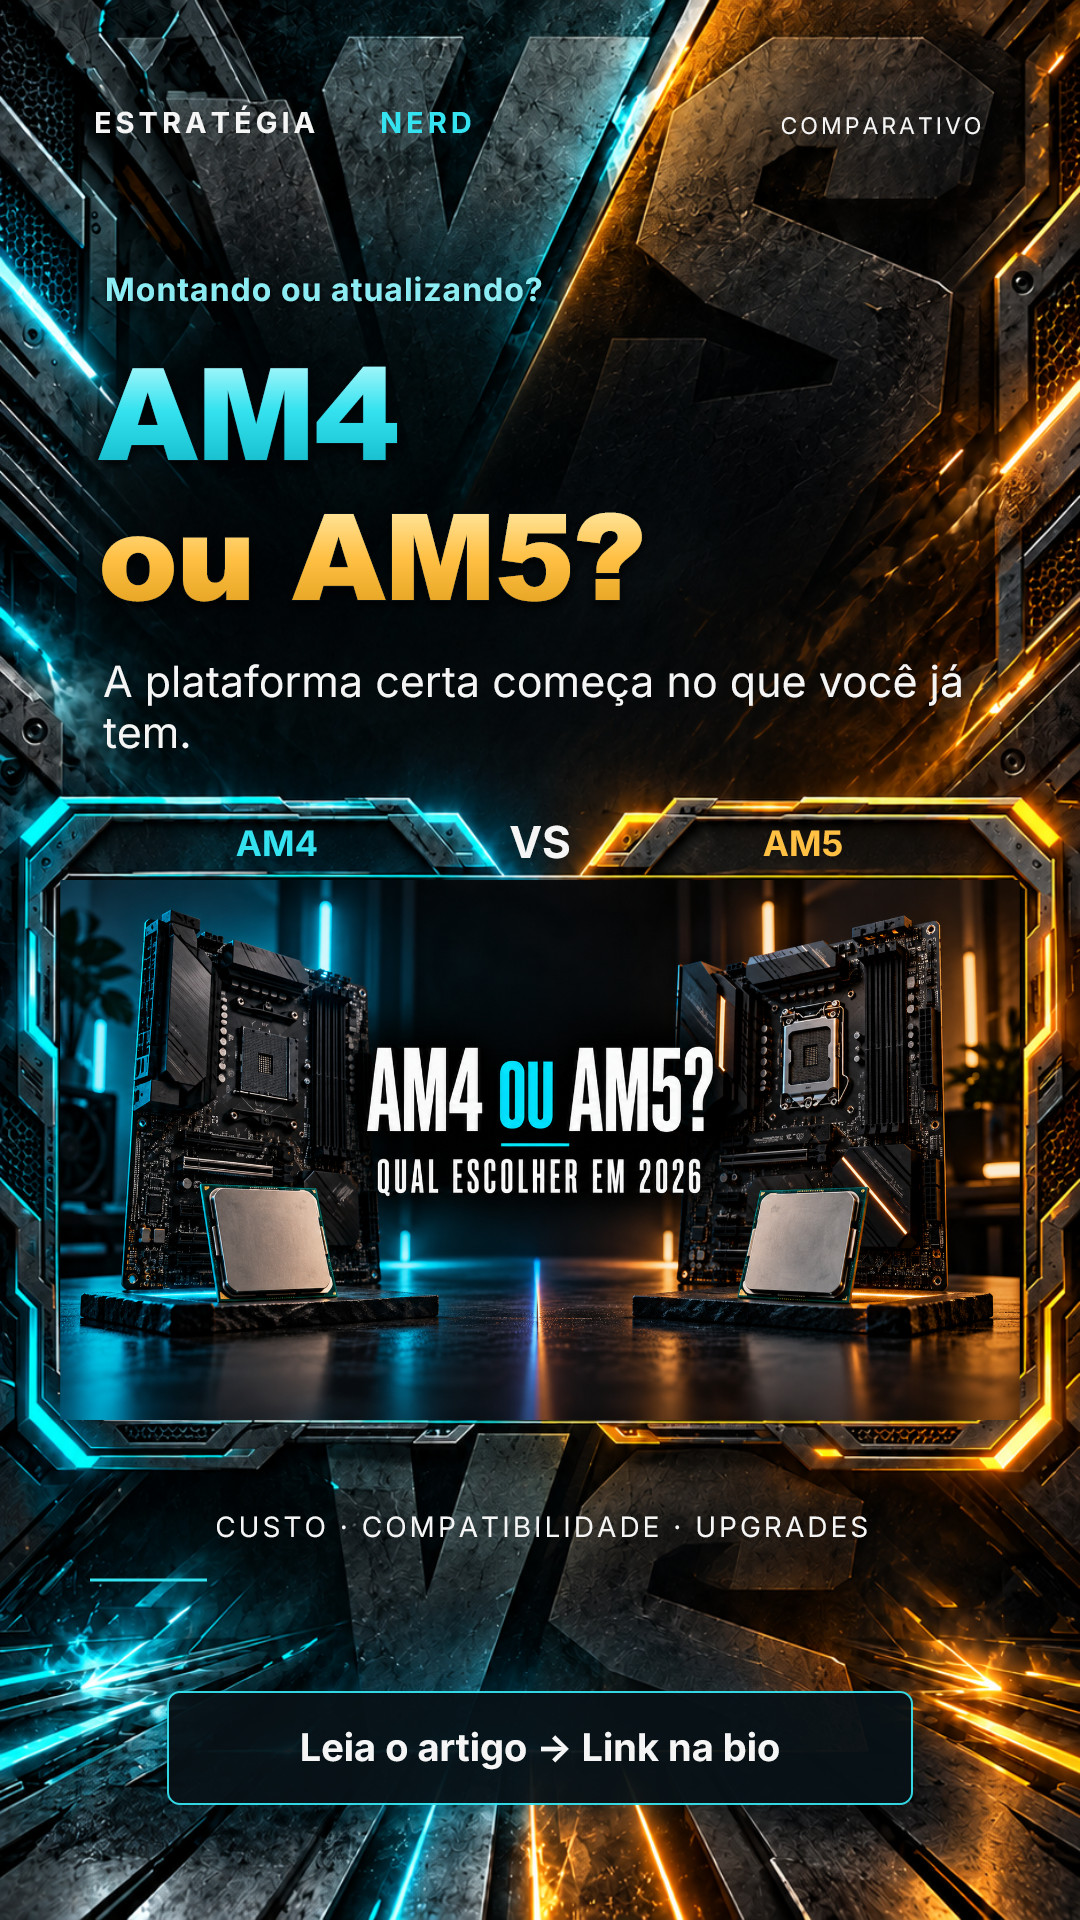 ESTRATÉGIA NERD
COMPARATIVO
Montando ou atualizando?
AM4
ou AM5?
A plataforma certa começa no que você já
tem.
AM4 VS AM5
AM4 OU AM5?
QUAL ESCOLHER EM 2026
CUSTO · COMPATIBILIDADE · UPGRADES
Leia o artigo → Link na bio